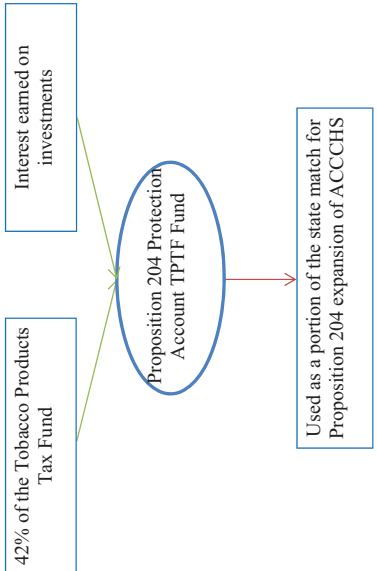 42% of the Tobacco Products
Tax Fund
Interest earned on
investments
Proposition 204 Protection
Account TPTF Fund
Used as a portion of the state match for
Proposition 204 expansion of ACCCHS